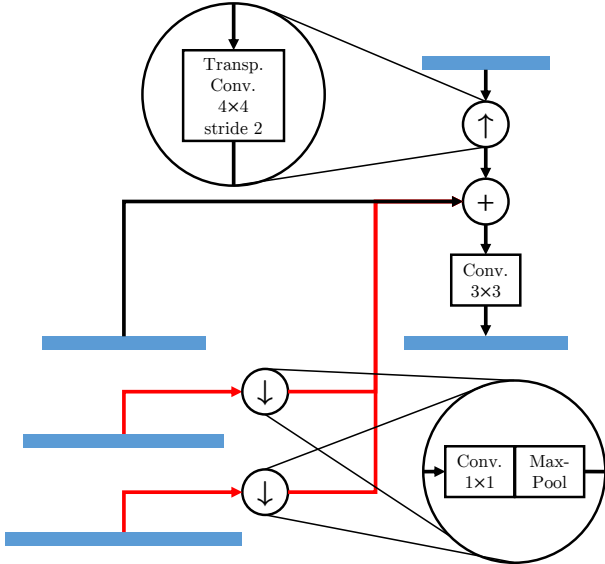 Transp.
Conv.
4×4
stride 2
↑
+
Conv.
3×3
↓
↓
Conv.
1×1
Max-
Pool